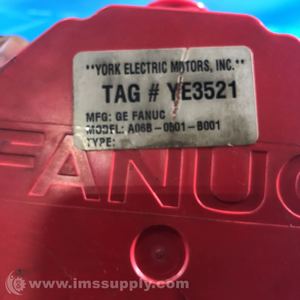 **YORK ELECTRIC MOTORS, INC.**
TAG # YE3521
MFG: GE FANUC
MODEL: A06B-0501-B001
TYPE:
FANUC
www.imssupply.com